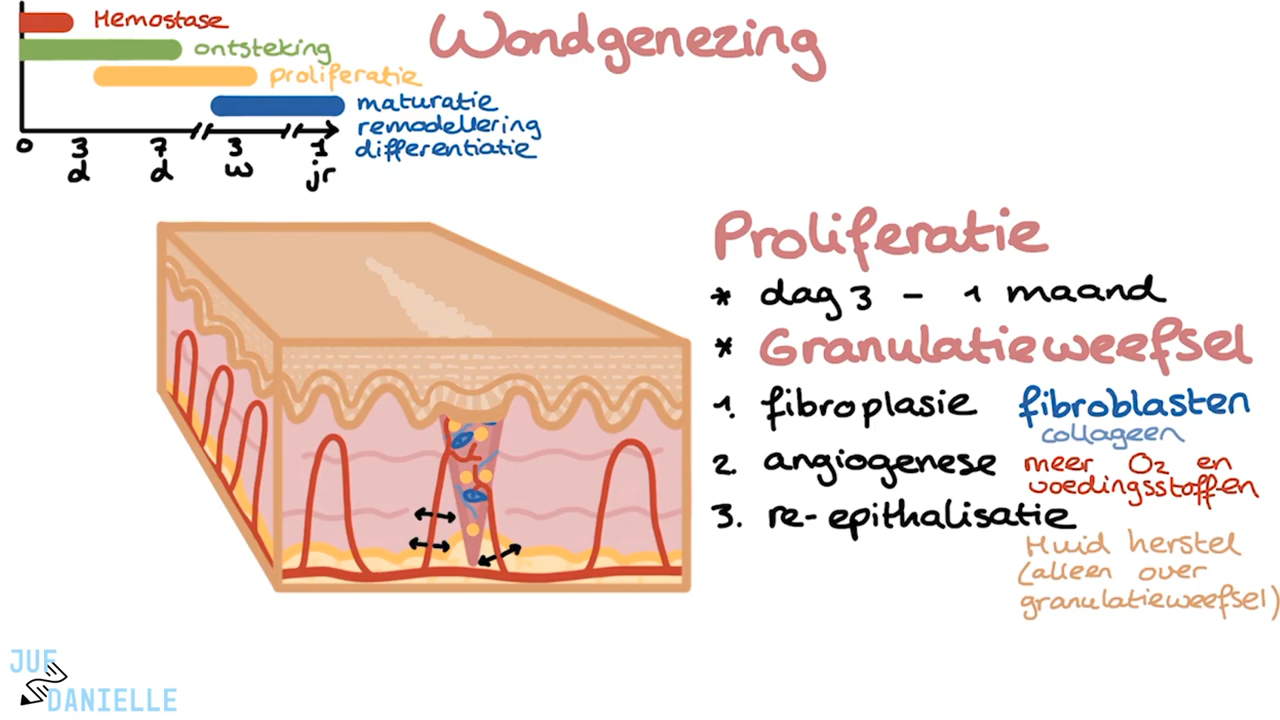 Hemostase
ontsteking
proliferatie
maturatie
remodellering
differentiatie
0 3 7 3 1
d d w jr
Wondgenezing
Proliferatie
* dag 3 - 1 maand
* Granulatieweefsel
1. fibroplasie fibroblasten
collageen
2. angiogenese meer O2 en
voedingsstoffen
3. re-epithalisatie
Huid herstel
(alleen over
granulatieweefsel)
JUF
DANIELLE